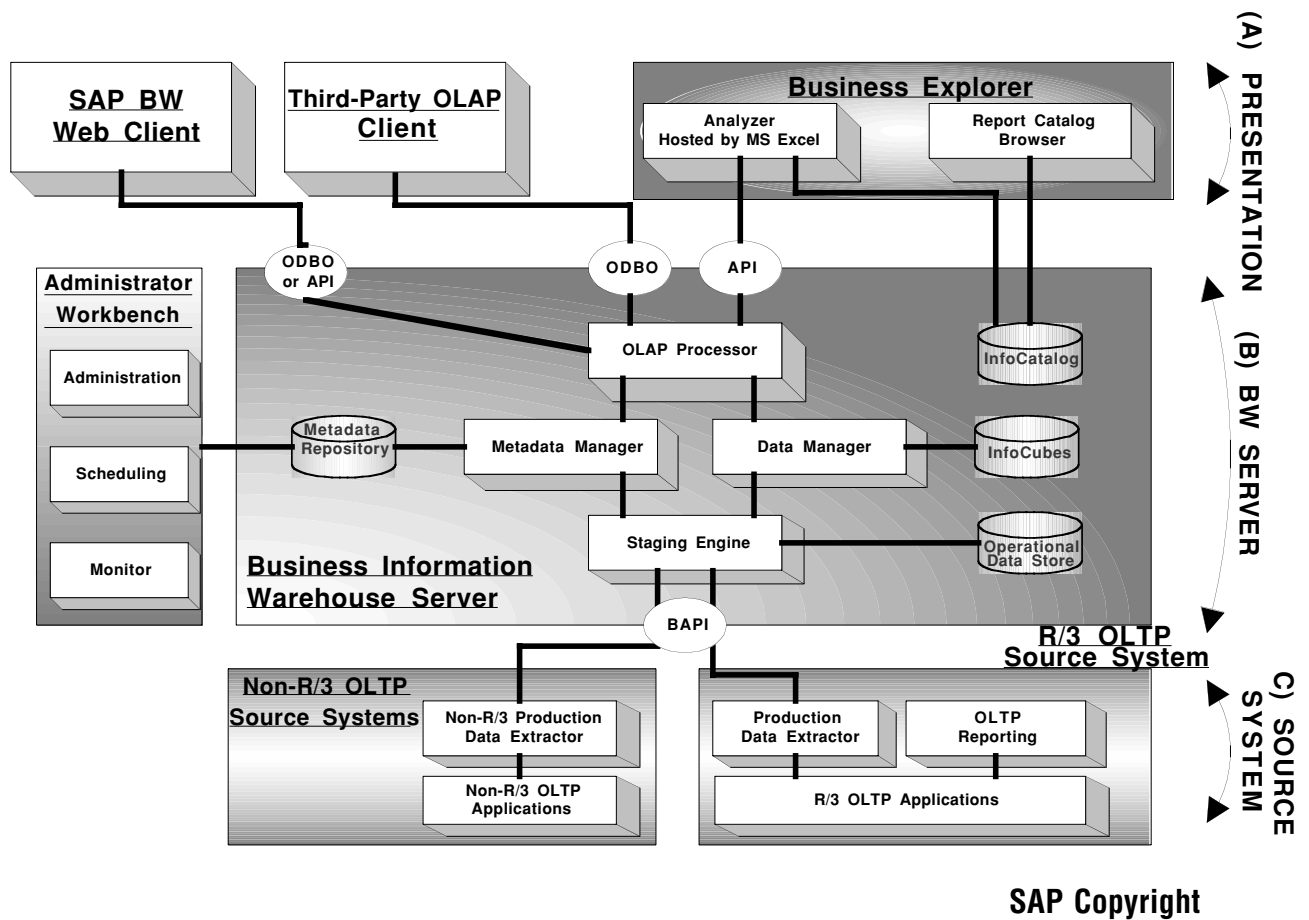 (A) PRESENTATION
SAP BW
Web Client
Third-Party OLAP
Client
Business Explorer
Analyzer
Hosted by MS Excel
Report Catalog
Browser
ODBO
or API
ODBO
API
Administrator
Workbench
Administration
Scheduling
Monitor
OLAP Processor
InfoCatalog
Metadata
Repository
Metadata Manager
Data Manager
InfoCubes
Staging Engine
Operational
Data Store
Business Information
Warehouse Server
(B) BW SERVER
BAPI
R/3 OLTP
Source System
Non-R/3 OLTP
Source Systems
Non-R/3 Production
Data Extractor
Non-R/3 OLTP
Applications
Production
Data Extractor
OLTP
Reporting
R/3 OLTP Applications
C) SOURCE
SYSTEM
SAP Copyright